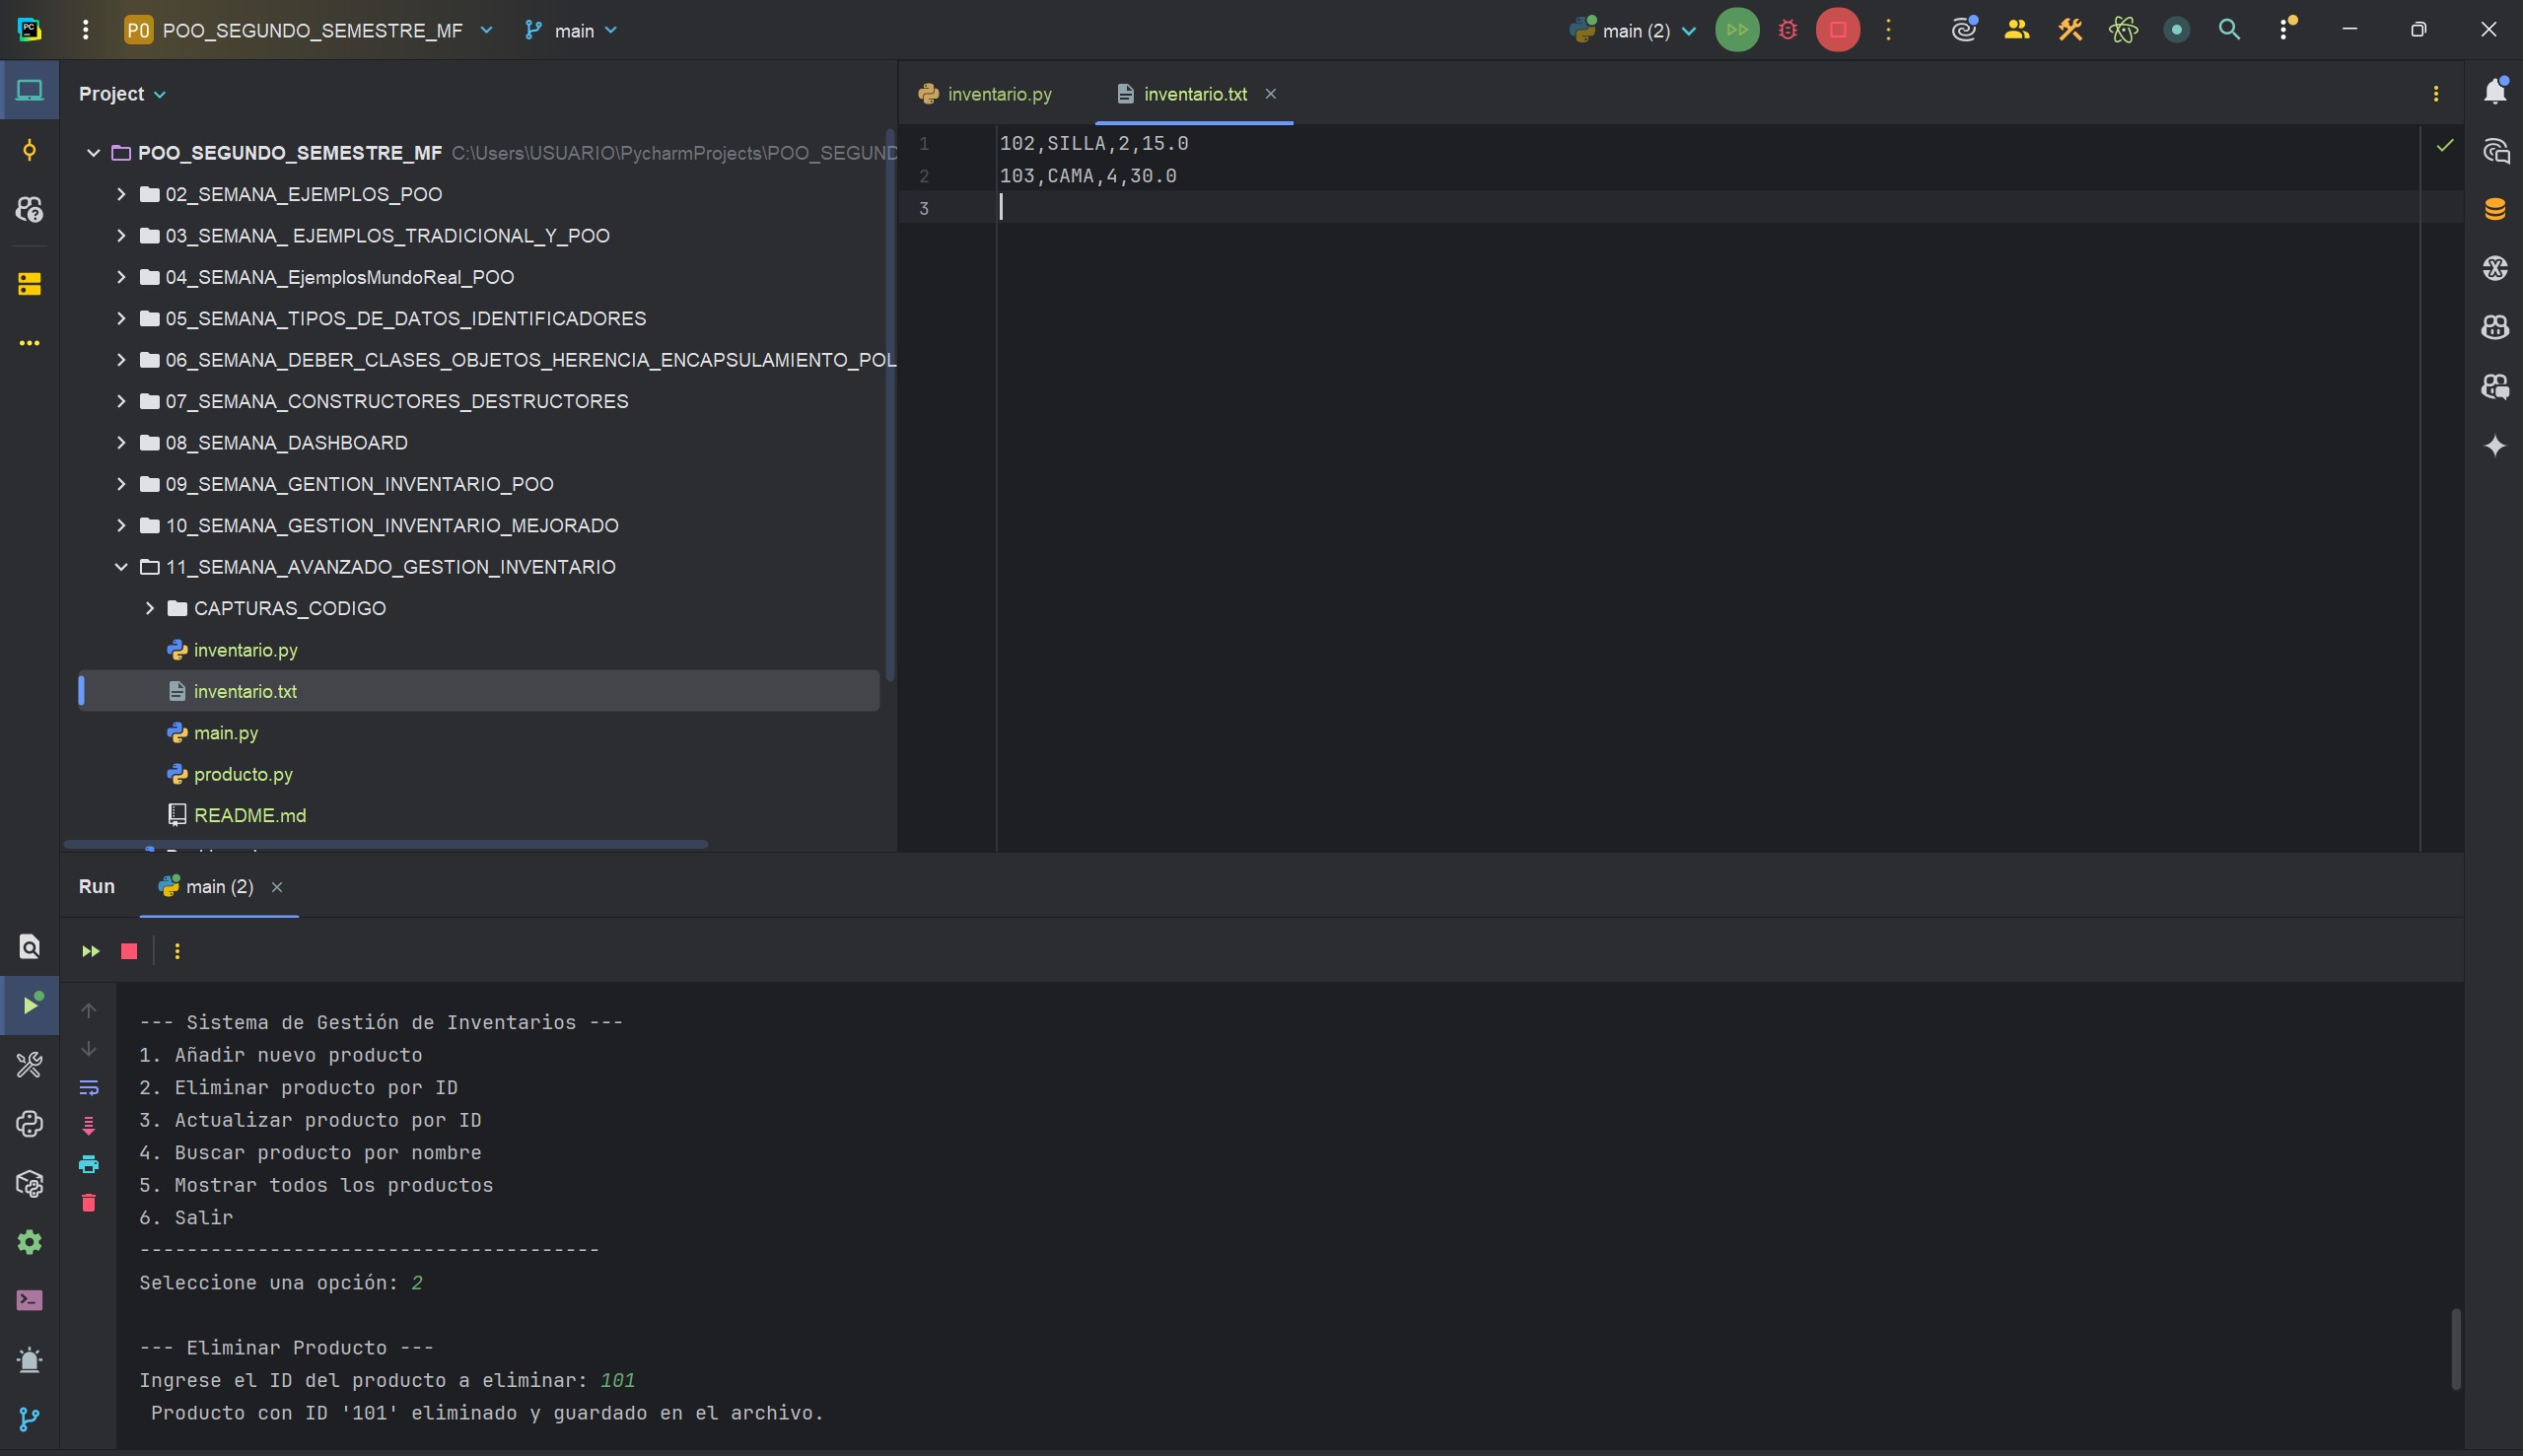 PC
PO POO_SEGUNDO_SEMESTRE_MF main main (2)
Project
inventario.py inventario.txt
POO_SEGUNDO_SEMESTRE_MF C:\Users\USUARIO\PycharmProjects\POO_SEGUND
02_SEMANA_EJEMPLOS_POO
03_SEMANA_ EJEMPLOS_TRADICIONAL_Y_POO
04_SEMANA_EjemplosMundoReal_POO
05_SEMANA_TIPOS_DE_DATOS_IDENTIFICADORES
06_SEMANA_DEBER_CLASES_OBJETOS_HERENCIA_ENCAPSULAMIENTO_POL
07_SEMANA_CONSTRUCTORES_DESTRUCTORES
08_SEMANA_DASHBOARD
09_SEMANA_GENTION_INVENTARIO_POO
10_SEMANA_GESTION_INVENTARIO_MEJORADO
11_SEMANA_AVANZADO_GESTION_INVENTARIO
CAPTURAS_CODIGO
inventario.py
inventario.txt
main.py
producto.py
README.md
1 102,SILLA,2,15.0
2 103,CAMA,4,30.0
3
Run main (2)
--- Sistema de Gestión de Inventarios ---
1. Añadir nuevo producto
2. Eliminar producto por ID
3. Actualizar producto por ID
4. Buscar producto por nombre
5. Mostrar todos los productos
6. Salir
---------------------------------------
Seleccione una opción: 2
--- Eliminar Producto ---
Ingrese el ID del producto a eliminar: 101
Producto con ID '101' eliminado y guardado en el archivo.